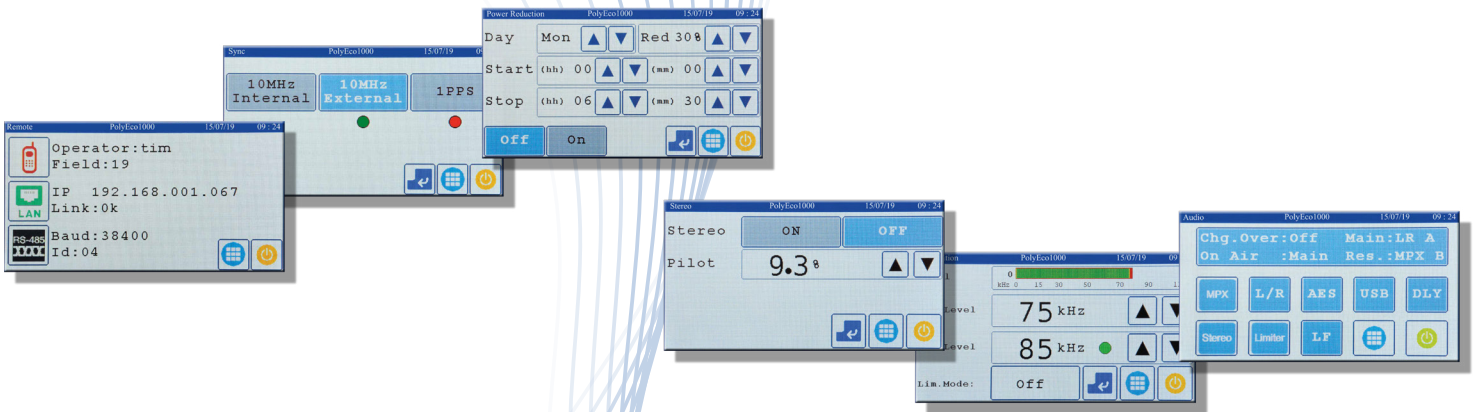 Remote PolyEco1000 15/07/19 09 : 24
Operator:tim
Field:19
IP 192.168.001.067
LAN Link:Ok
RS-485 Baud:38400
Id:04
Sync PolyEco1000 15/07/19
10MHz Internal
10MHz External
1PPS
Power Reduction PolyEco1000 15/07/19 09 : 24
Day Mon Red 30%
Start (hh) 00 (mm) 00
Stop (hh) 06 (mm) 30
Off On
Stereo PolyEco1000 15/07/19 09 : 24
Stereo ON OFF
Pilot 9.3 %
PolyEco1000 15/07/19 09
0
kHz 0 15 30 50 70 90
Level 75 kHz
Level 85 kHz
Lim.Mode: Off
Audio PolyEco1000 15/07/19 09 : 24
Chg.Over:Off Main:LR A
On Air :Main Res.:MPX B
MPX L/R AES USB DLY
Stereo Limiter LF